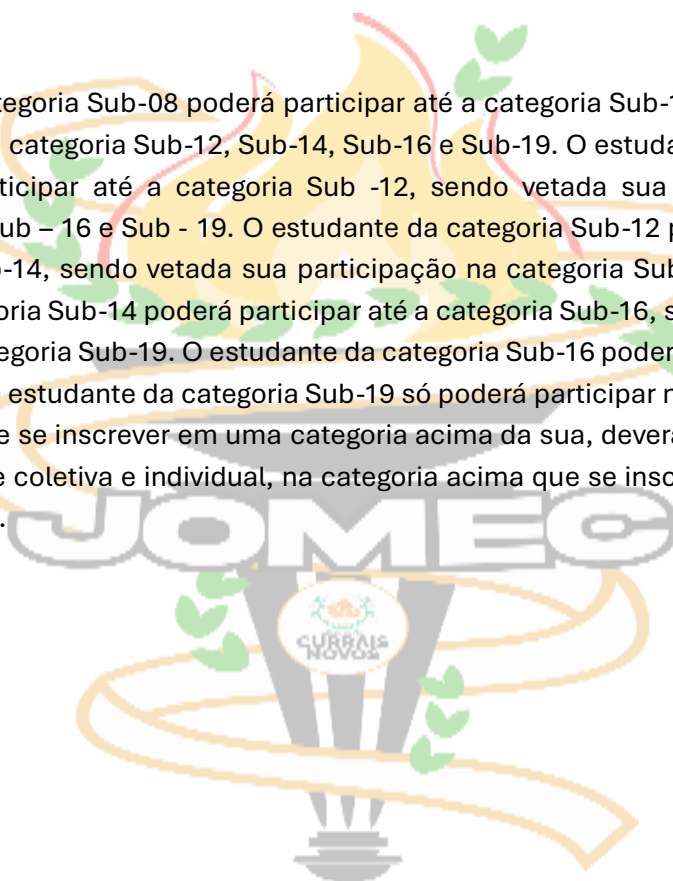 tegoria Sub-08 poderá participar até a categoria Sub-1
categoria Sub-12, Sub-14, Sub-16 e Sub-19. O estuda
ticipar até a categoria Sub -12, sendo vetada sua
ub – 16 e Sub - 19. O estudante da categoria Sub-12 p
b-14, sendo vetada sua participação na categoria Sub
oria Sub-14 poderá participar até a categoria Sub-16, s
egoria Sub-19. O estudante da categoria Sub-16 poder
estudante da categoria Sub-19 só poderá participar n
e se inscrever em uma categoria acima da sua, deverá
e coletiva e individual, na categoria acima que se insc
.
JOMEC
CURRAIS
NOVOS